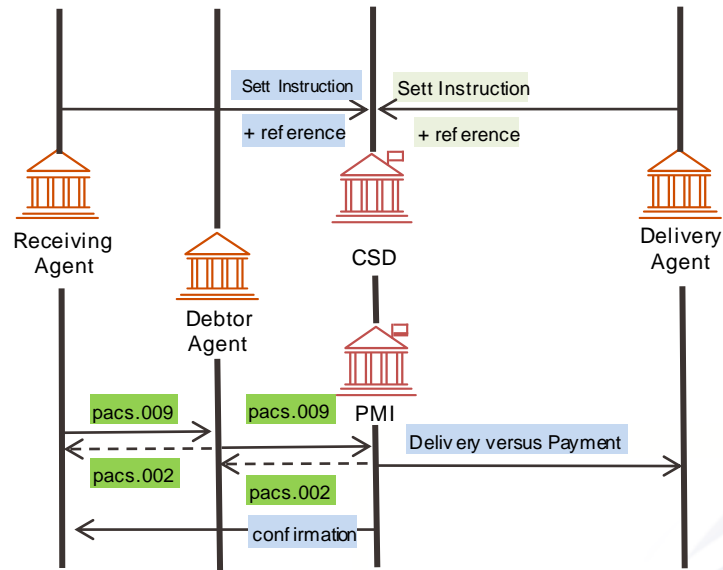 Sett Instruction
+ reference
Sett Instruction
+ reference
Receiving
Agent
CSD
Delivery
Agent
Debtor
Agent
PMI
pacs.009
pacs.009
Delivery versus Payment
pacs.002
pacs.002
confirmation